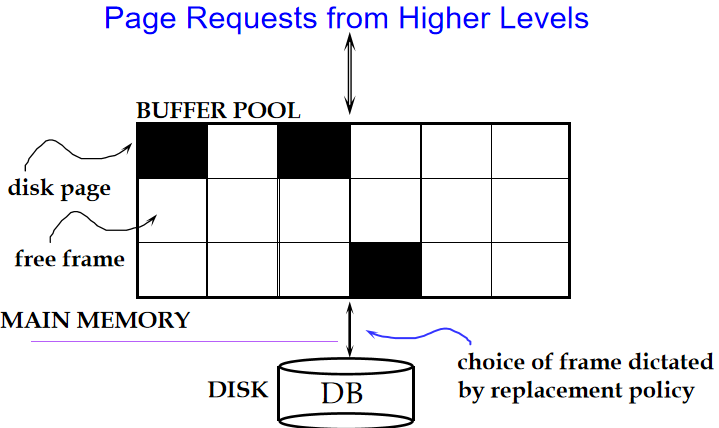 Page Requests from Higher Levels
BUFFER POOL
disk page
free frame
MAIN MEMORY
choice of frame dictated
by replacement policy
DISK
DB